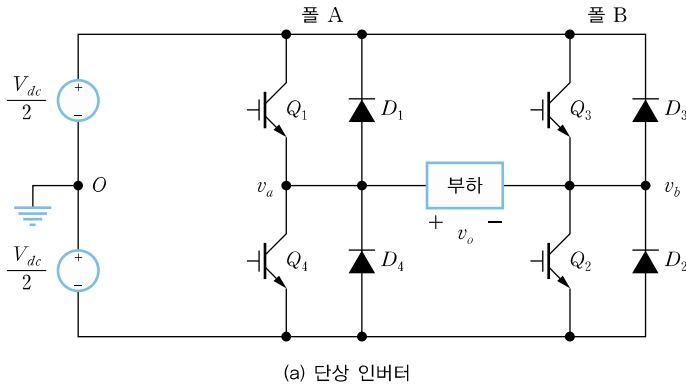 폴 A
폴 B
V_dc/2
+
−
Q_1
D_1
Q_3
D_3
O
v_a
부하
v_b
+
v_o
−
V_dc/2
+
−
Q_4
D_4
Q_2
D_2
(a) 단상 인버터